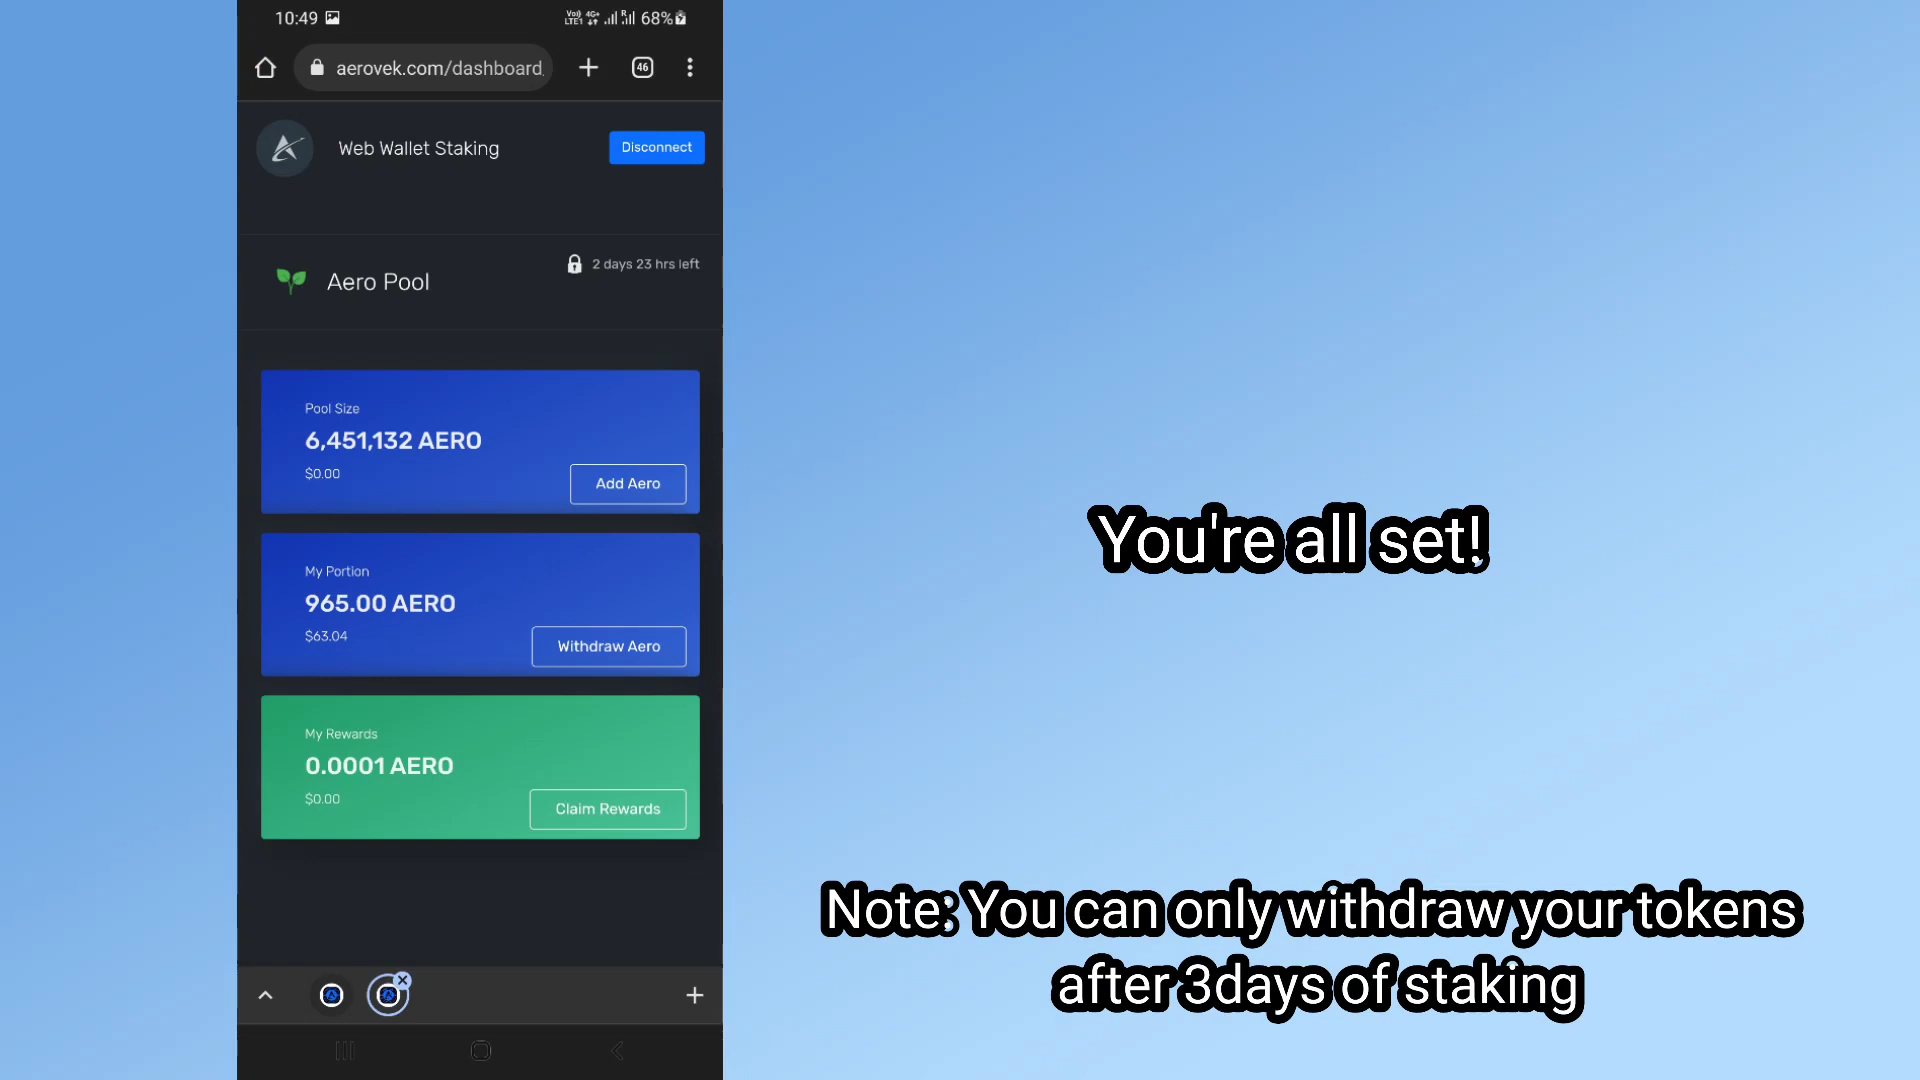 10:49
Vo)) LTE1 4G+ R 68%
aerovek.com/dashboard
46
Web Wallet Staking
Disconnect
Aero Pool
2 days 23 hrs left
Pool Size
6,451,132 AERO
$0.00
Add Aero
My Portion
965.00 AERO
$63.04
Withdraw Aero
My Rewards
0.0001 AERO
$0.00
Claim Rewards
You're all set!
Note: You can only withdraw your tokens
after 3days of staking